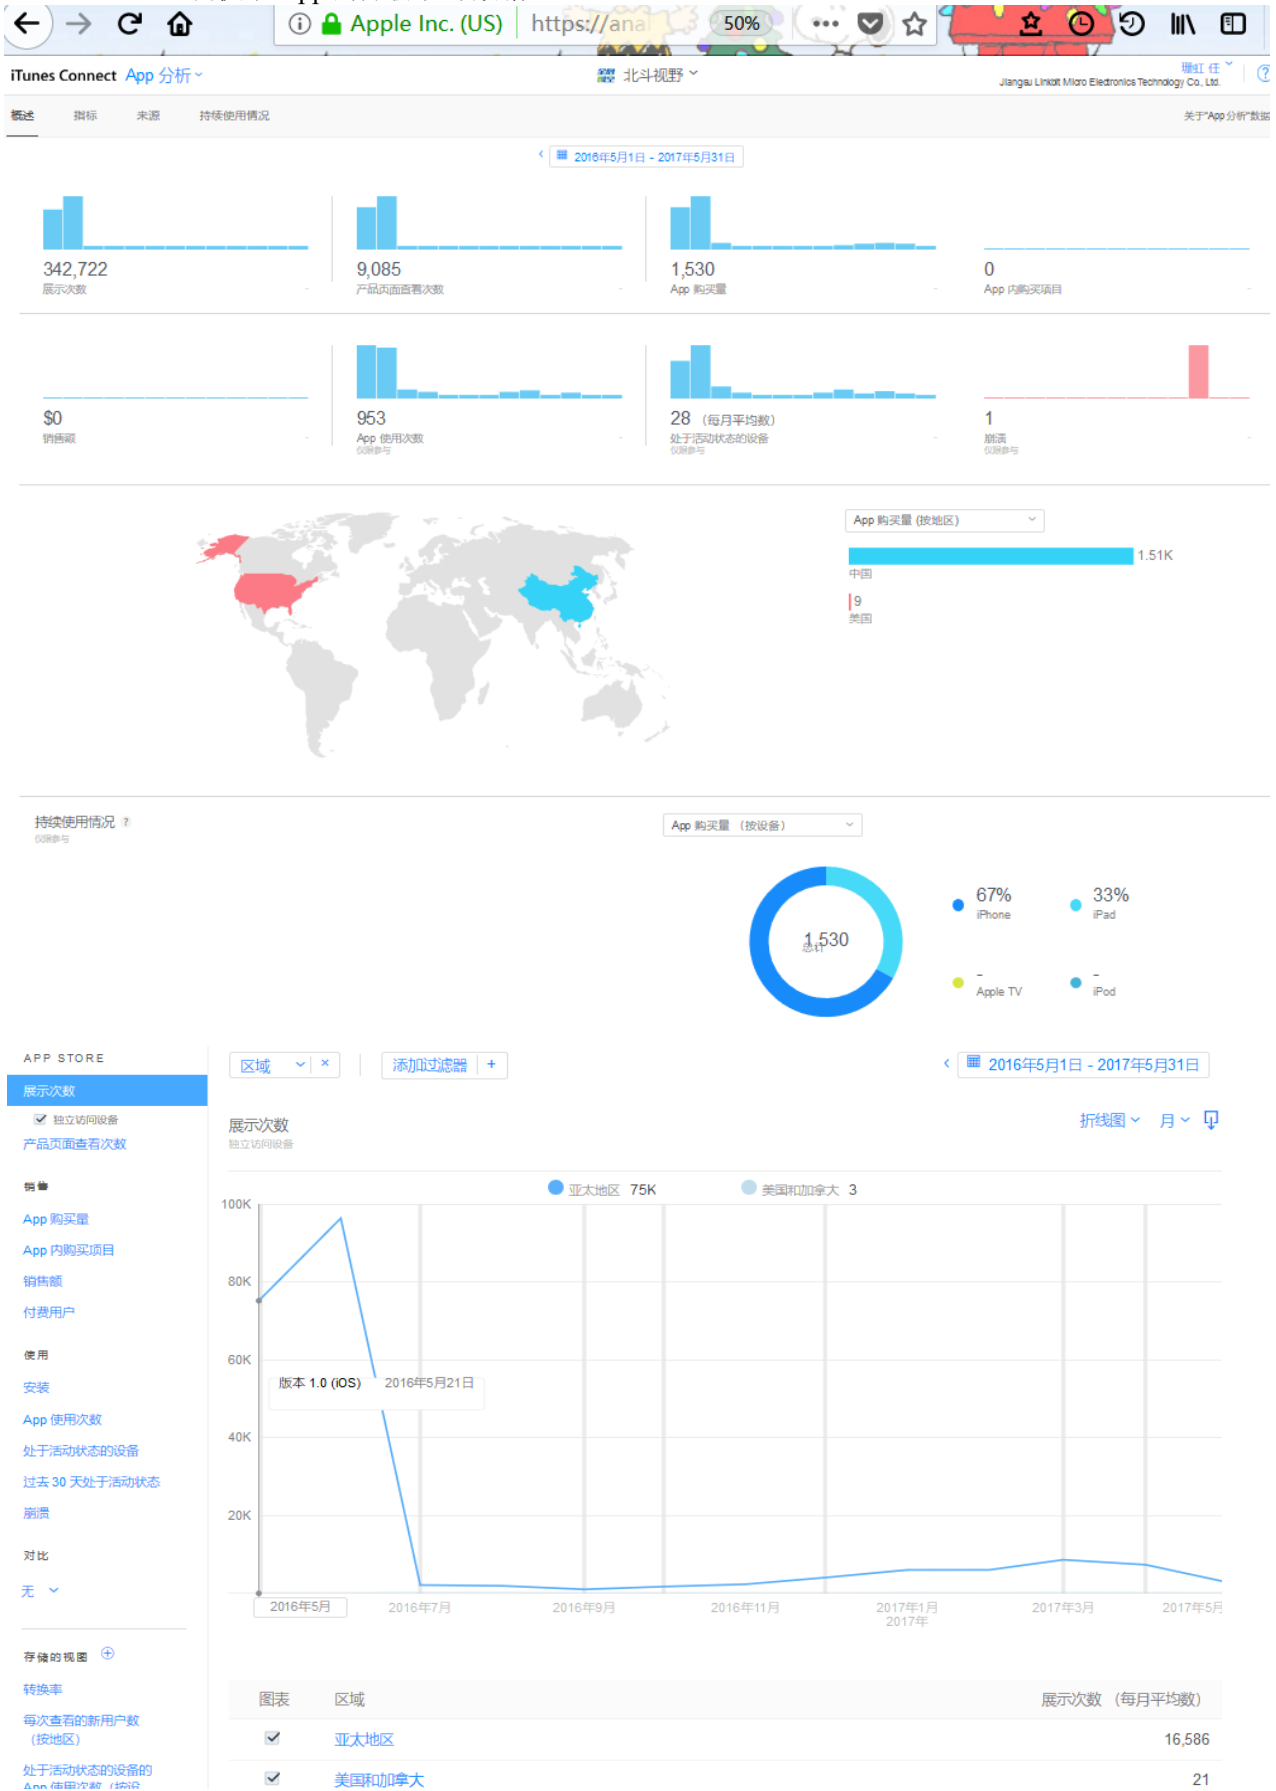 Apple Inc. (US) https://ana 50%
iTunes Connect App 分析 北斗视野 珊虹 任
Jiangsu Linkbit Micro Electronics Technology Co., Ltd.
概述 指标 来源 持续使用情况 关于"App 分析"数据
2016年5月1日 - 2017年5月31日
342,722 9,085 1,530 0
展示次数 - 产品页面查看次数 - App 购买量 - App 内购买项目 -
$0 953 28 （每月平均数） 1
销售额 - App 使用次数 - 处于活动状态的设备 - 崩溃 -
仅限参与 仅限参与 仅限参与
App 购买量 (按地区)
1.51K
中国
9
美国
持续使用情况 ?
仅限参与
App 购买量 （按设备）
67% 33%
iPhone iPad
1,530
总计
- -
Apple TV iPod
APP STORE
区域 × 添加过滤器 + 2016年5月1日 - 2017年5月31日
展示次数
独立访问设备
产品页面查看次数
展示次数 折线图 月
独立访问设备
销售
亚太地区 75K 美国和加拿大 3
App 购买量
100K
App 内购买项目
销售额
80K
付费用户
使用
60K
安装
版本 1.0 (iOS) 2016年5月21日
App 使用次数
40K
处于活动状态的设备
过去 30 天处于活动状态
崩溃
20K
对比
无
2016年5月 2016年7月 2016年9月 2016年11月 2017年1月 2017年3月 2017年5月
2017年
存储的视图
转换率
图表 区域 展示次数 （每月平均数）
每次查看的新用户数
（按地区）
亚太地区 16,586
处于活动状态的设备的
App 使用次数（按设
美国和加拿大 21